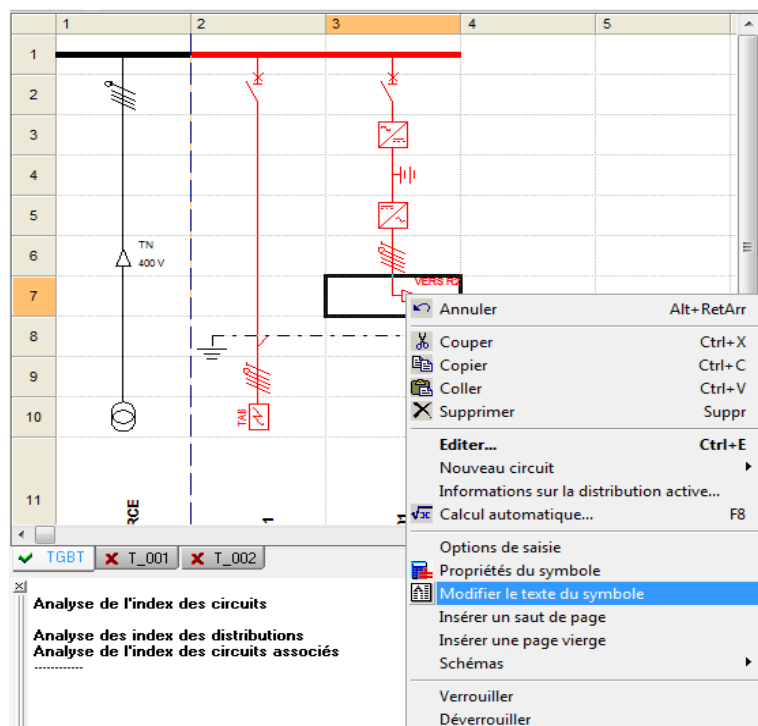 1 2 3 4 5
1
2
3
4
5
6
7
8
9
10
11
TN
400 V
VERS R2
TAB
RCE
1
01
TGBT T_001 T_002
Analyse de l'index des circuits
Analyse des index des distributions
Analyse de l'index des circuits associés
------------
Annuler Alt+RetArr
Couper Ctrl+X
Copier Ctrl+C
Coller Ctrl+V
Supprimer Suppr
Editer... Ctrl+E
Nouveau circuit
Informations sur la distribution active...
Calcul automatique... F8
Options de saisie
Propriétés du symbole
Modifier le texte du symbole
Insérer un saut de page
Insérer une page vierge
Schémas
Verrouiller
Déverrouiller